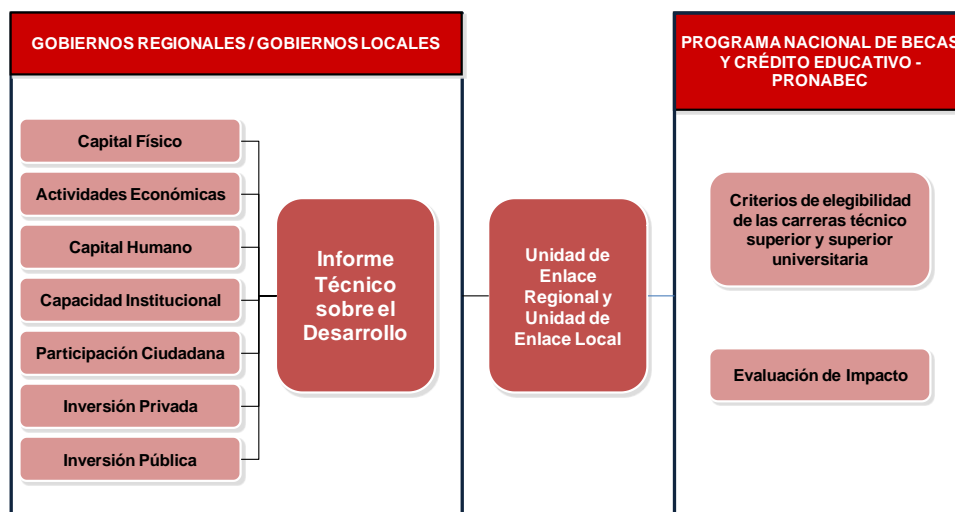 GOBIERNOS REGIONALES / GOBIERNOS LOCALES
Capital Físico
Actividades Económicas
Capital Humano
Capacidad Institucional
Participación Ciudadana
Inversión Privada
Inversión Pública
Informe
Técnico
sobre el
Desarrollo
Unidad de
Enlace
Regional y
Unidad de
Enlace Local
PROGRAMA NACIONAL DE BECAS
Y CRÉDITO EDUCATIVO -
PRONABEC
Criterios de elegibilidad
de las carreras técnico
superior y superior
universitaria
Evaluación de Impacto